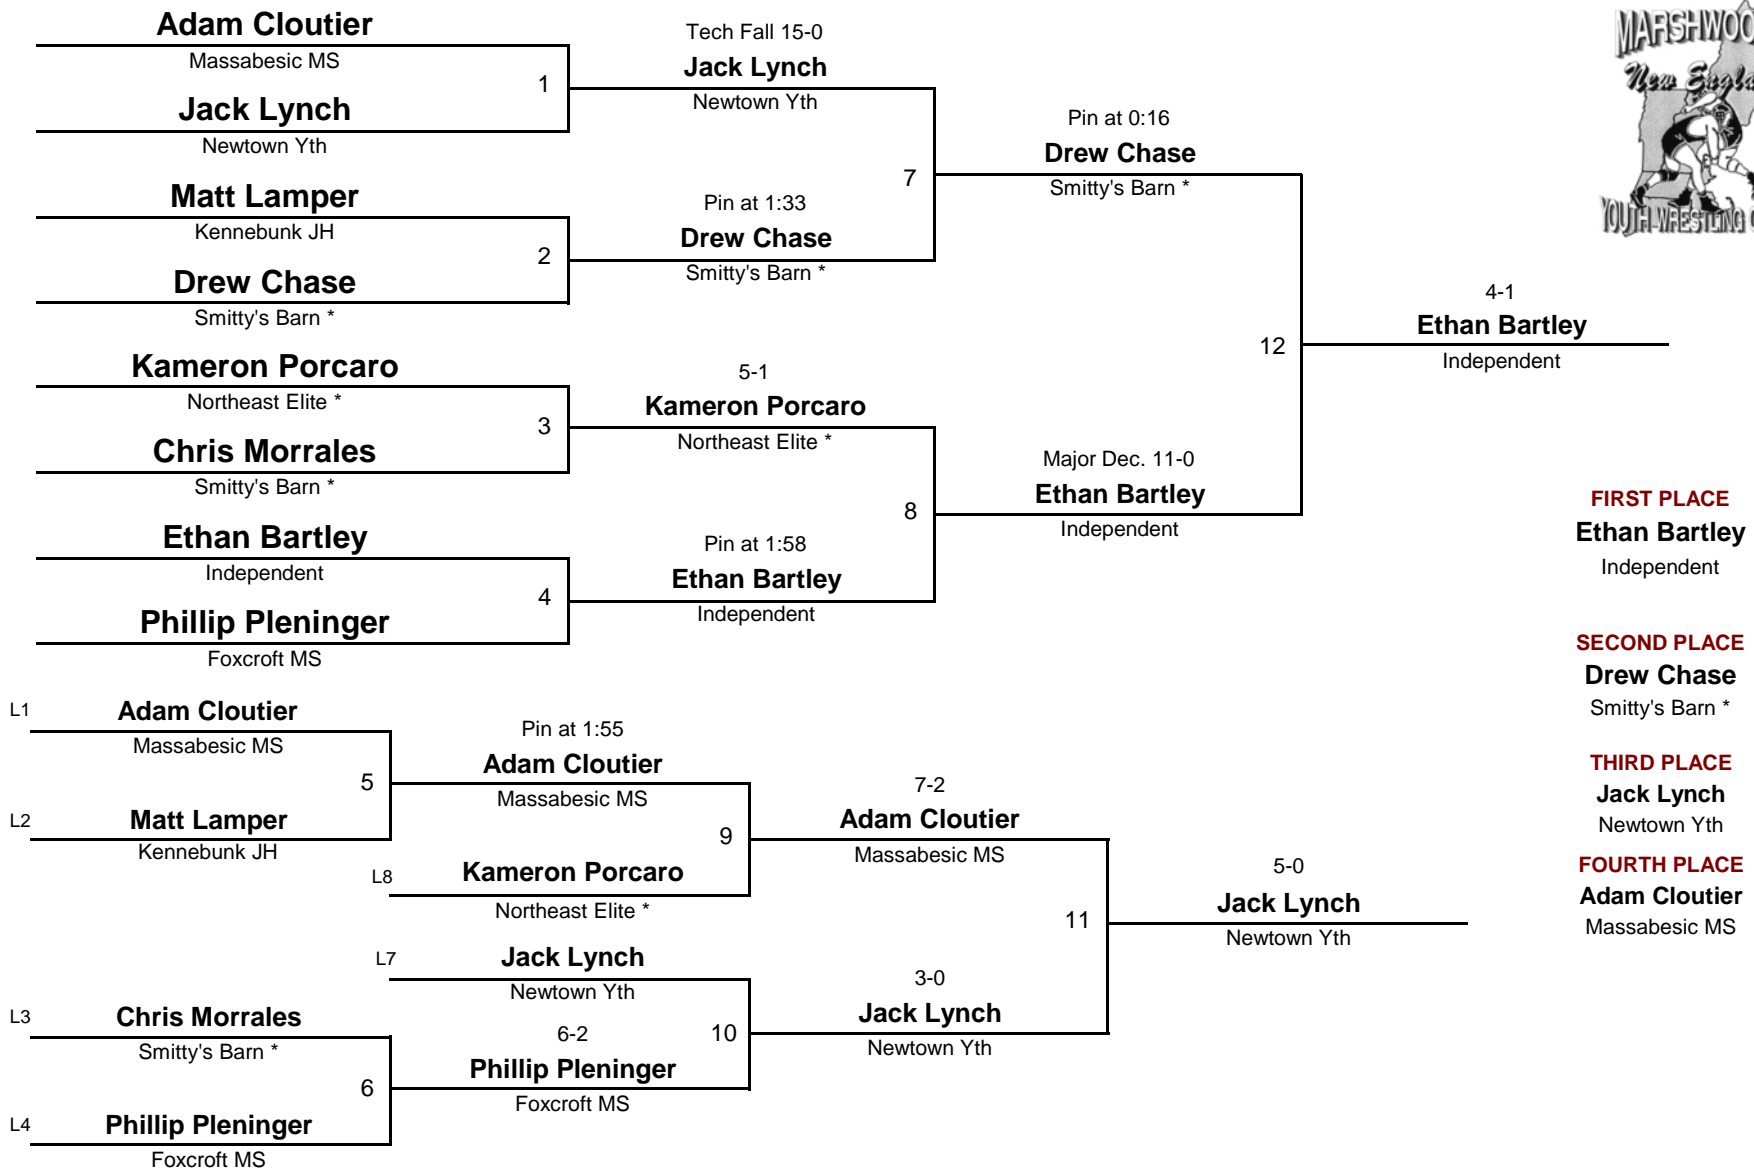 Adam Cloutier
Massabesic MS
1
Jack Lynch
Newtown Yth
Matt Lamper
Kennebunk JH
2
Drew Chase
Smitty's Barn *
Kameron Porcaro
Northeast Elite *
3
Chris Morrales
Smitty's Barn *
Ethan Bartley
Independent
4
Phillip Pleninger
Foxcroft MS
Tech Fall 15-0
Jack Lynch
Newtown Yth
7
Pin at 1:33
Drew Chase
Smitty's Barn *
5-1
Kameron Porcaro
Northeast Elite *
8
Pin at 1:58
Ethan Bartley
Independent
Pin at 0:16
Drew Chase
Smitty's Barn *
12
Major Dec. 11-0
Ethan Bartley
Independent
4-1
Ethan Bartley
Independent
New
YOUTH WRESTLING
FIRST PLACE
Ethan Bartley
Independent
SECOND PLACE
Drew Chase
Smitty's Barn *
THIRD PLACE
Jack Lynch
Newtown Yth
FOURTH PLACE
Adam Cloutier
Massabesic MS
L1
Adam Cloutier
Massabesic MS
5
L2
Matt Lamper
Kennebunk JH
Pin at 1:55
Adam Cloutier
Massabesic MS
9
L8
Kameron Porcaro
Northeast Elite *
L7
Jack Lynch
Newtown Yth
10
L3
Chris Morrales
Smitty's Barn *
6
L4
Phillip Pleninger
Foxcroft MS
6-2
Phillip Pleninger
Foxcroft MS
7-2
Adam Cloutier
Massabesic MS
11
3-0
Jack Lynch
Newtown Yth
5-0
Jack Lynch
Newtown Yth